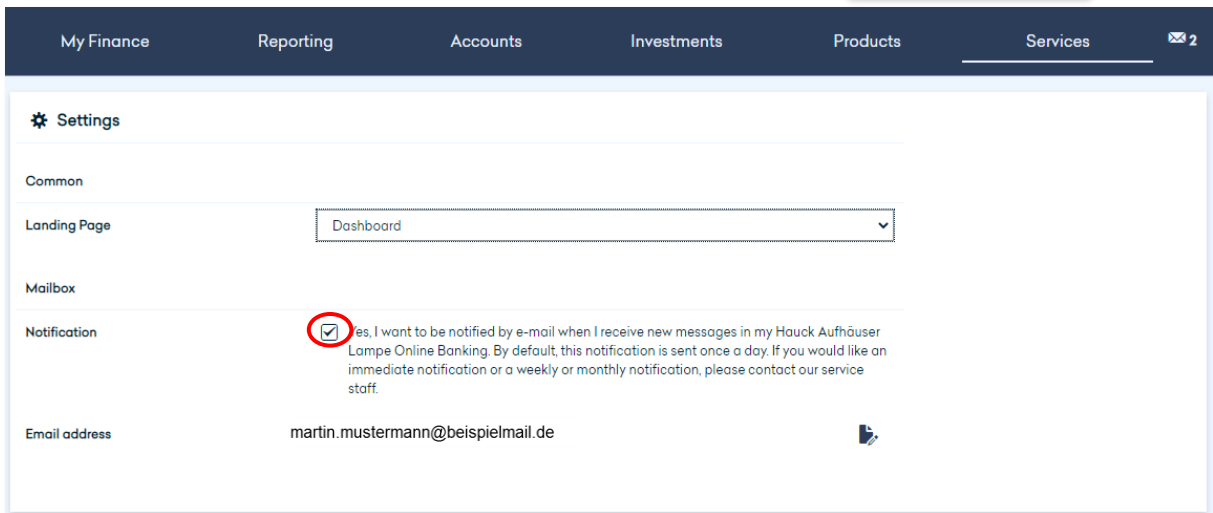 My Finance Reporting Accounts Investments Products Services 2
Settings
Common
Landing Page Dashboard
Mailbox
Notification Yes, I want to be notified by e-mail when I receive new messages in my Hauck Aufhäuser
Lampe Online Banking. By default, this notification is sent once a day. If you would like an
immediate notification or a weekly or monthly notification, please contact our service
staff.
Email address martin.mustermann@beispielmail.de